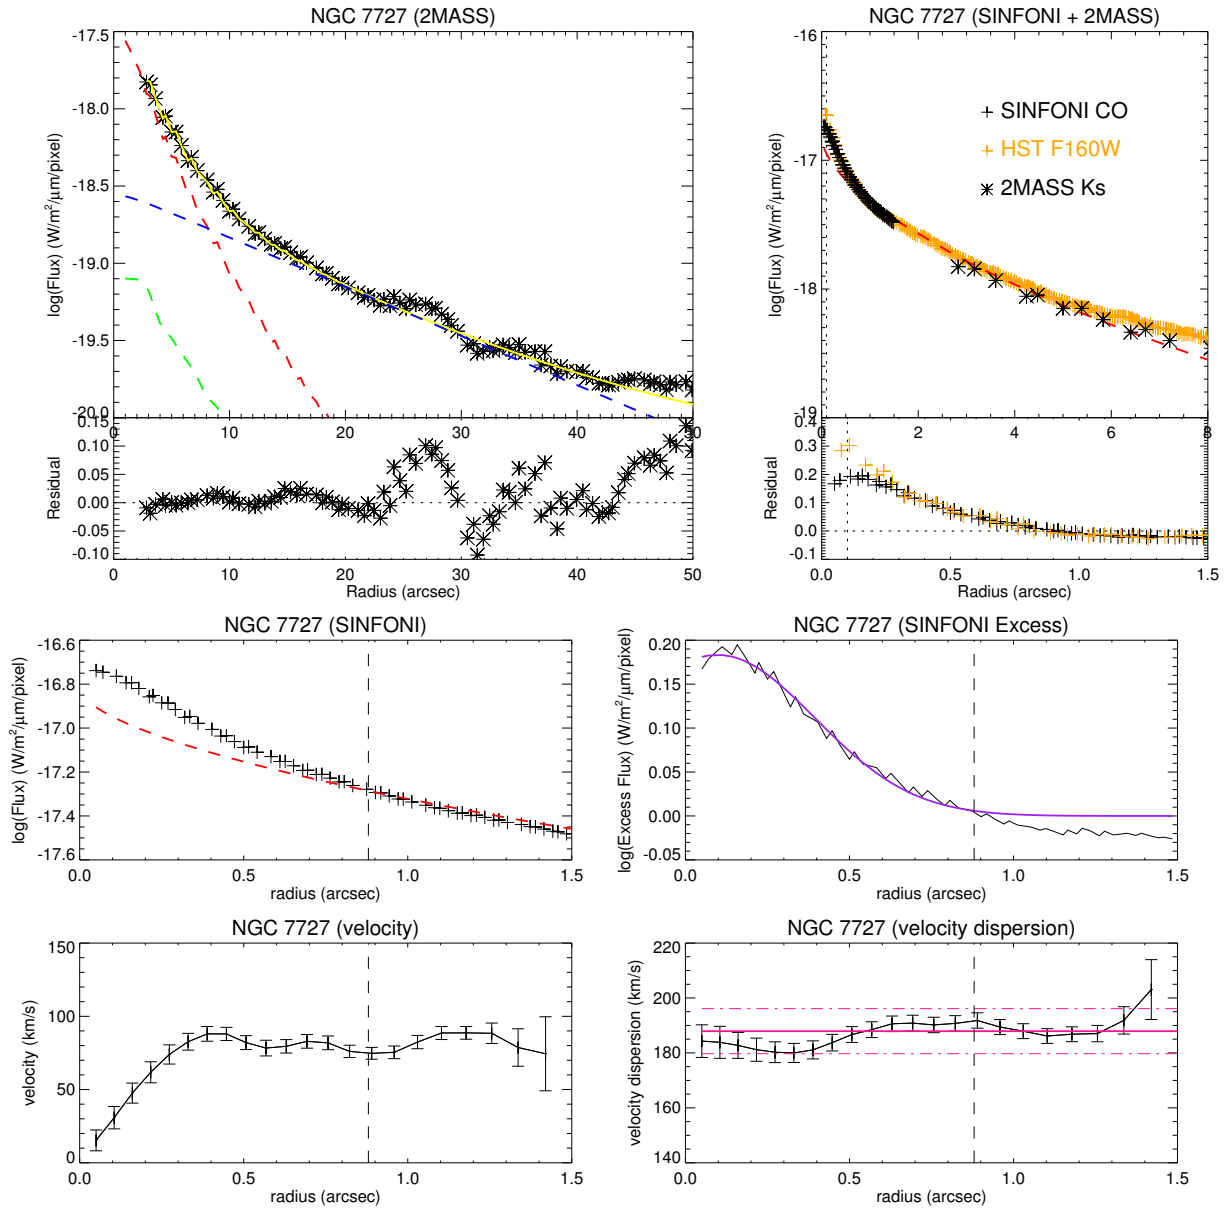 NGC 7727 (2MASS)
log(Flux) (W/m²/μm/pixel)
-17.5
-18.0
-18.5
-19.0
-19.5
-20.0
0 10 20 30 40 50
Residual
0.15
0.10
0.05
0.00
-0.05
-0.10
0 10 20 30 40 50
Radius (arcsec)
NGC 7727 (SINFONI + 2MASS)
log(Flux) (W/m²/μm/pixel)
-16
-17
-18
-19
SINFONI CO
HST F160W
2MASS Ks
0 2 4 6 8
Residual
0.4
0.3
0.2
0.1
0.0
-0.1
0.0 0.5 1.0 1.5
Radius (arcsec)
NGC 7727 (SINFONI)
log(Flux) (W/m²/μm/pixel)
-16.6
-16.8
-17.0
-17.2
-17.4
-17.6
0.0 0.5 1.0 1.5
radius (arcsec)
NGC 7727 (SINFONI Excess)
log(Excess Flux) (W/m²/μm/pixel)
0.20
0.15
0.10
0.05
0.00
-0.05
0.0 0.5 1.0 1.5
radius (arcsec)
NGC 7727 (velocity)
velocity (km/s)
150
100
50
0
0.0 0.5 1.0 1.5
radius (arcsec)
NGC 7727 (velocity dispersion)
velocity dispersion (km/s)
220
200
180
160
140
0.0 0.5 1.0 1.5
radius (arcsec)